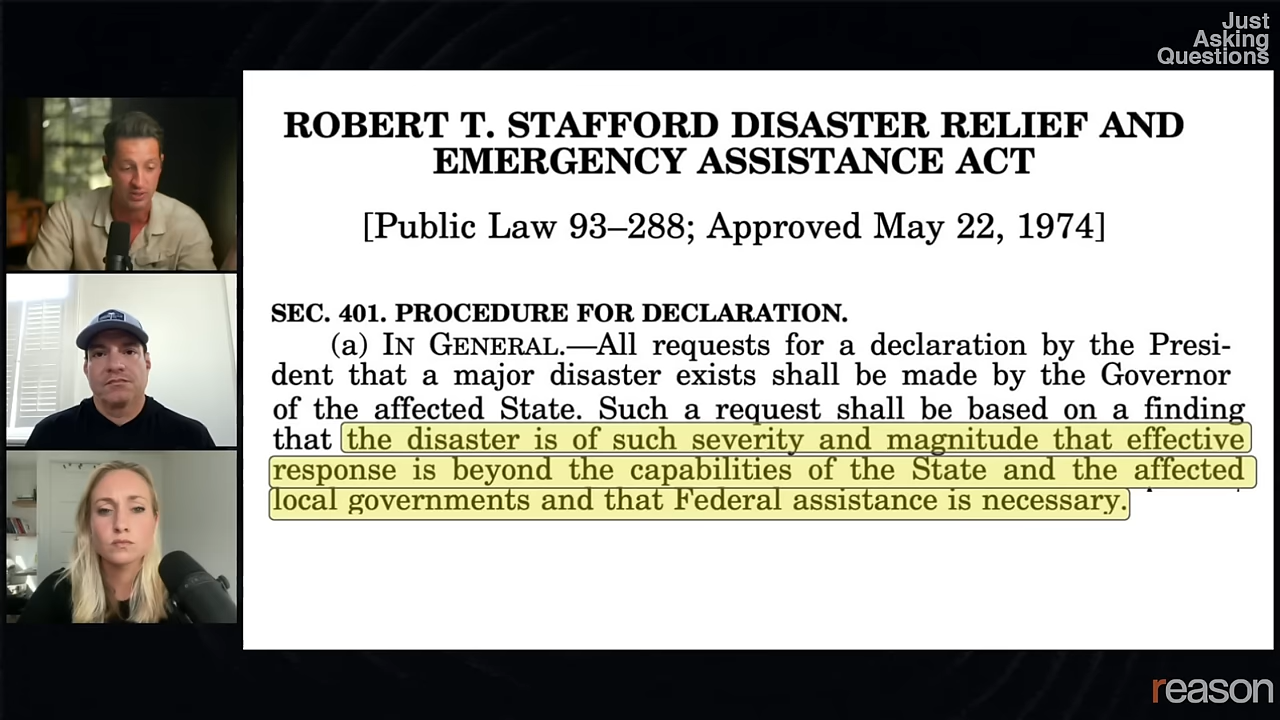 Just
Asking
Questions
ROBERT T. STAFFORD DISASTER RELIEF AND
EMERGENCY ASSISTANCE ACT
[Public Law 93–288; Approved May 22, 1974]
SEC. 401. PROCEDURE FOR DECLARATION.
(a) IN GENERAL.—All requests for a declaration by the Presi-
dent that a major disaster exists shall be made by the Governor
of the affected State. Such a request shall be based on a finding
that the disaster is of such severity and magnitude that effective
response is beyond the capabilities of the State and the affected
local governments and that Federal assistance is necessary.
reason